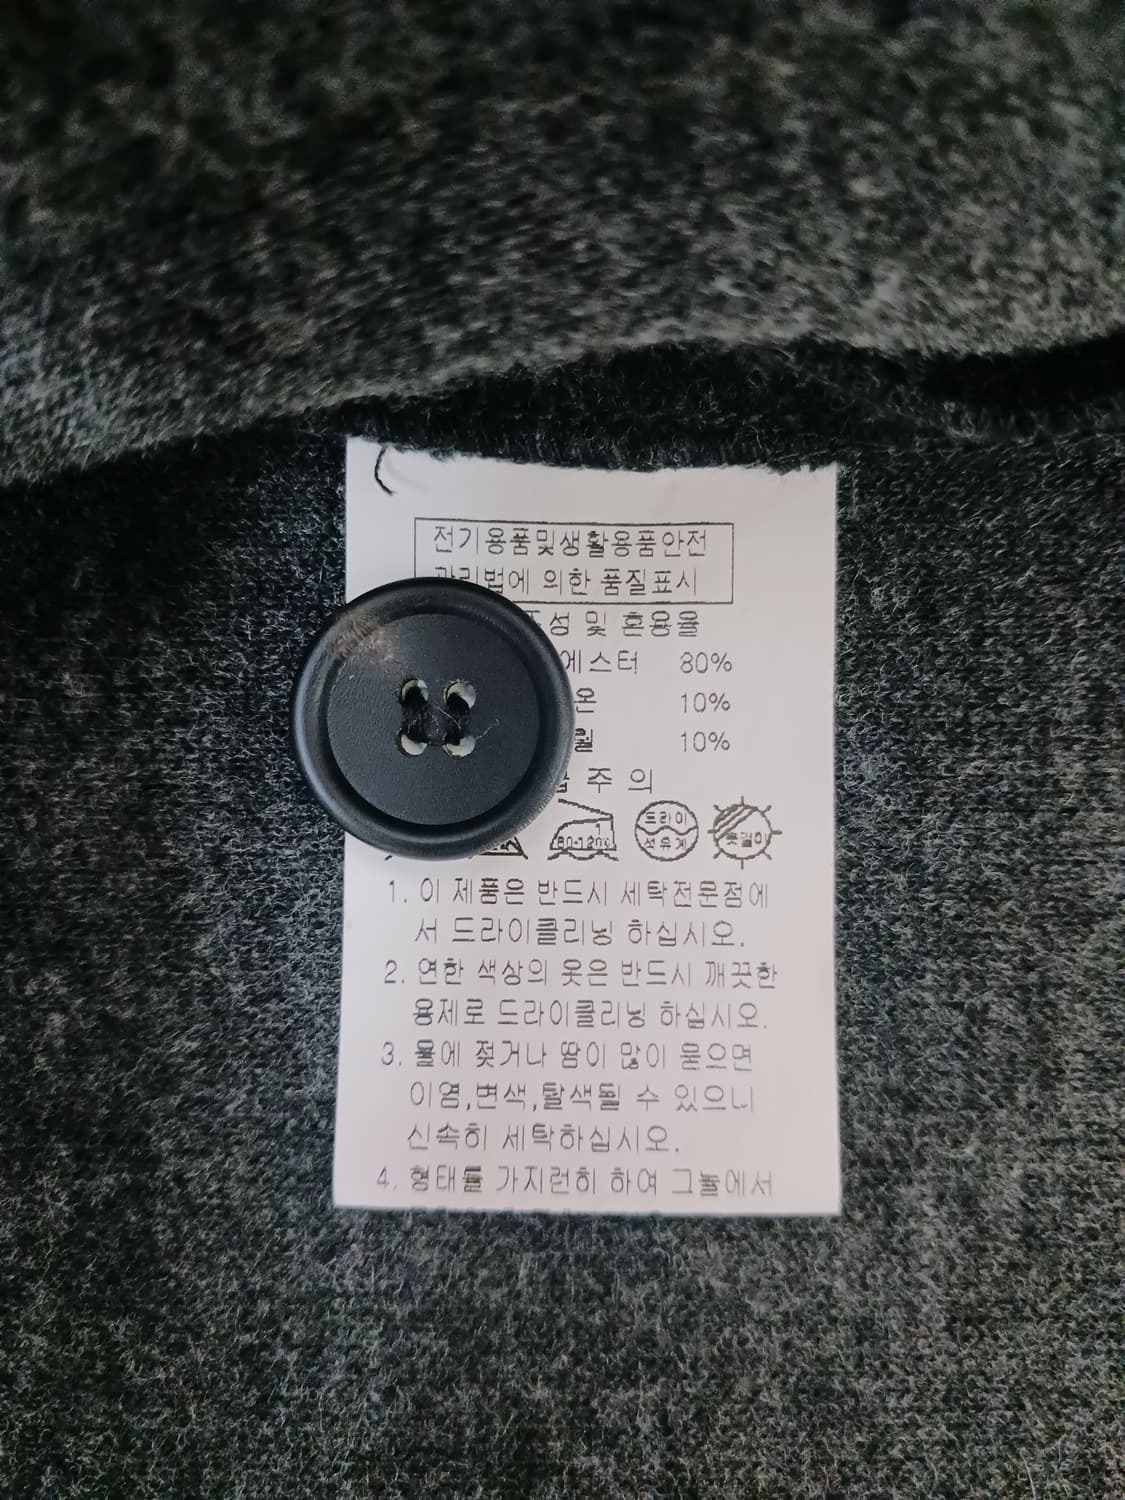 전기용품및생활용품안전
관리법에 의한 품질표시
조성 및 혼용율
에스터 80%
온 10%
릴 10%
급 주 의
80-120℃
드라이
석유계
옷걸이
1. 이 제품은 반드시 세탁전문점에
서 드라이클리닝 하십시오.
2. 연한 색상의 옷은 반드시 깨끗한
용제로 드라이클리닝 하십시오.
3. 물에 젖거나 땀이 많이 묻으면
이염,변색,탈색될 수 있으니
신속히 세탁하십시오.
4. 형태를 가지런히 하여 그늘에서